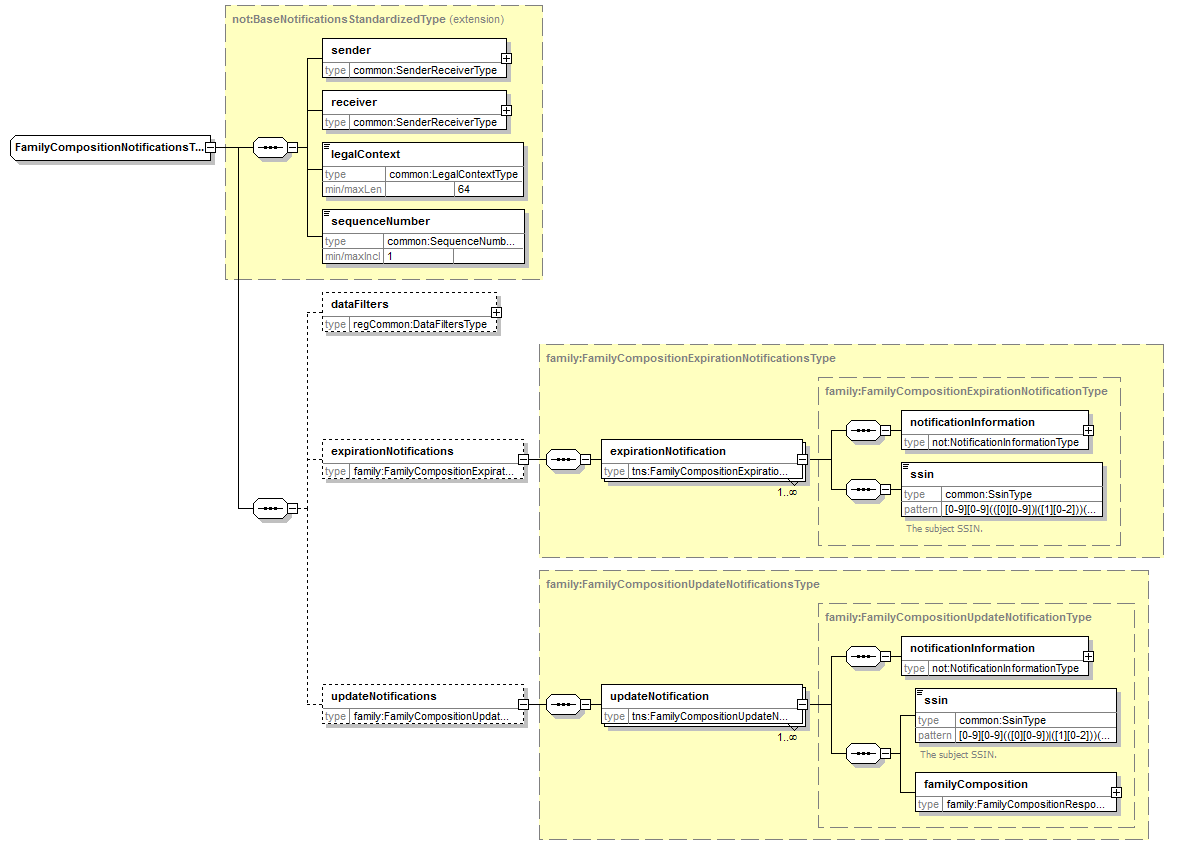 not:BaseNotificationsStandardizedType (extension)
sender
type common:SenderReceiverType
receiver
type common:SenderReceiverType
FamilyCompositionNotificationsT...
legalContext
type common:LegalContextType
min/maxLen 64
sequenceNumber
type common:SequenceNumb...
min/maxIncl 1
dataFilters
type regCommon:DataFiltersType
family:FamilyCompositionExpirationNotificationsType
family:FamilyCompositionExpirationNotificationType
notificationInformation
type not:NotificationInformationType
expirationNotifications
type family:FamilyCompositionExpirat...
expirationNotification
type tns:FamilyCompositionExpiratio...
1..∞
ssin
type common:SsinType
pattern [0-9][0-9](([0][0-9])|([1][0-2]))(...
The subject SSIN.
family:FamilyCompositionUpdateNotificationsType
family:FamilyCompositionUpdateNotificationType
notificationInformation
type not:NotificationInformationType
updateNotifications
type family:FamilyCompositionUpdat...
updateNotification
type tns:FamilyCompositionUpdateN...
1..∞
ssin
type common:SsinType
pattern [0-9][0-9](([0][0-9])|([1][0-2]))(...
The subject SSIN.
familyComposition
type family:FamilyCompositionRespo...